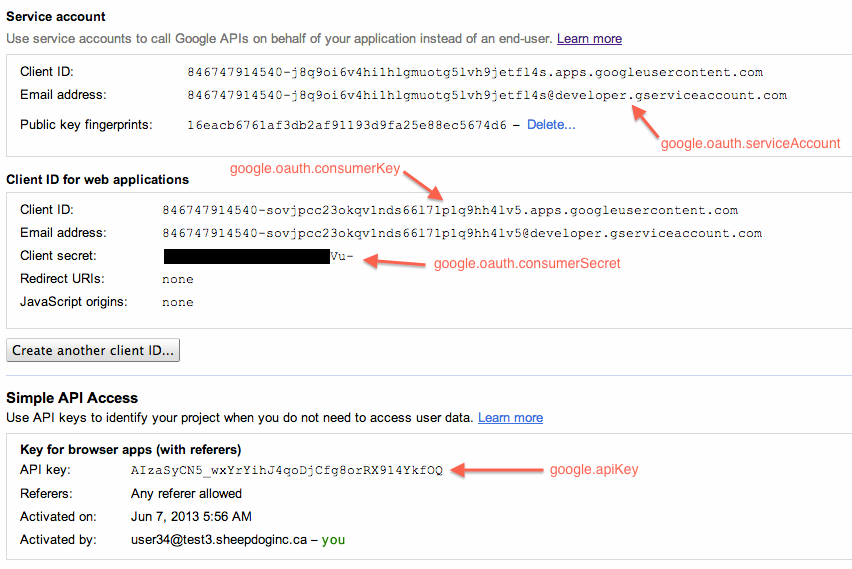 Service account
Use service accounts to call Google APIs on behalf of your application instead of an end-user. Learn more
Client ID: 846747914540-j8q9oi6v4hi1h1gmuotg5lvh9jetfl4s.apps.googleusercontent.com
Email address: 846747914540-j8q9oi6v4hi1h1gmuotg5lvh9jetfl4s@developer.gserviceaccount.com
Public key fingerprints: 16eacb6761af3db2af91193d9fa25e88ec5674d6 – Delete...
google.oauth.serviceAccount
google.oauth.consumerKey
Client ID for web applications
Client ID: 846747914540-sovjpcc23okqv1nds66l71p1q9hh4lv5.apps.googleusercontent.com
Email address: 846747914540-sovjpcc23okqv1nds66l71p1q9hh4lv5@developer.gserviceaccount.com
Client secret: Vu-
google.oauth.consumerSecret
Redirect URIs: none
JavaScript origins: none
Create another client ID...
Simple API Access
Use API keys to identify your project when you do not need to access user data. Learn more
Key for browser apps (with referers)
API key: AIzaSyCN5_wxYrYihJ4qoDjCfg8orRX9l4YkfOQ
google.apiKey
Referers: Any referer allowed
Activated on: Jun 7, 2013 5:56 AM
Activated by: user34@test3.sheepdoginc.ca – you